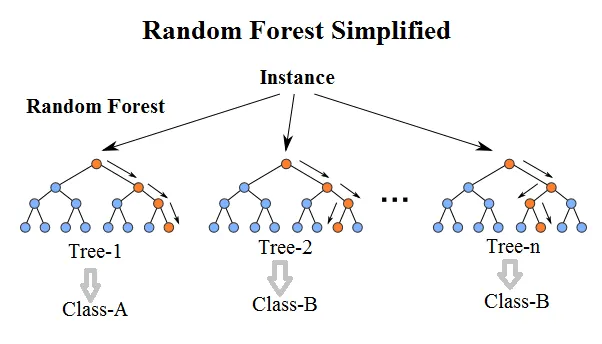 Random Forest Simplified
Instance
Random Forest
...
Tree-1
Tree-2
Tree-n
Class-A
Class-B
Class-B